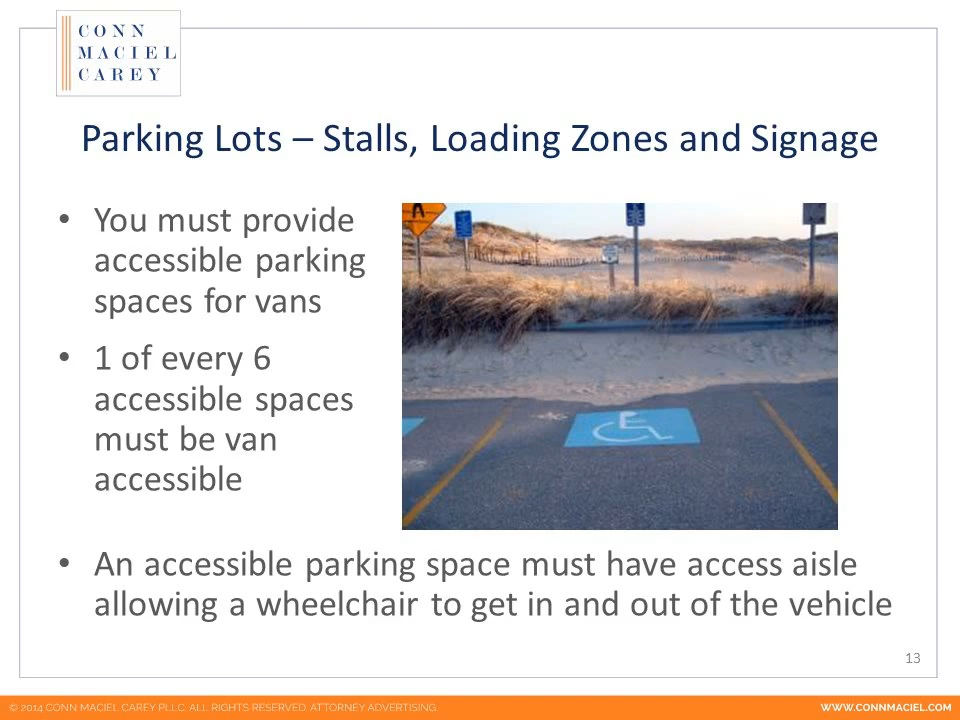 CONN
MACIEL
CAREY
Parking Lots – Stalls, Loading Zones and Signage
• You must provide
accessible parking
spaces for vans
• 1 of every 6
accessible spaces
must be van
accessible
• An accessible parking space must have access aisle
allowing a wheelchair to get in and out of the vehicle
13
© 2014 CONN MACIEL CAREY PLLC. ALL RIGHTS RESERVED. ATTORNEY ADVERTISING.
WWW.CONNMACIEL.COM